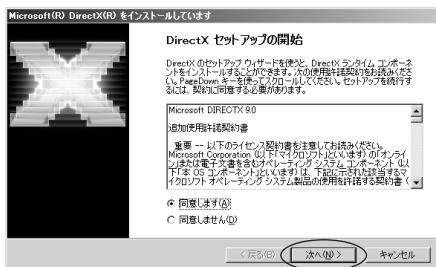 Microsoft(R) DirectX(R) をインストールしています
DirectX セットアップの開始
DirectX のセットアップ ウィザードを使うと、DirectX ランタイム コンポーネ
ントをインストールすることができます。次の使用許諾契約をお読みくださ
い。PageDown キーを使ってスクロールしてください。セットアップを続行す
るには、契約に同意する必要があります。
Microsoft DIRECTX 9.0
追加使用許諾契約書
重要 -- 以下のライセンス契約書を注意してお読みください。
Microsoft Corporation (以下「マイクロソフト」といいます) の「オンライ
ン」または電子文書を含むオペレーティング システム コンポーネント (以
下「本 OS コンポーネント」といいます) は、下記に示された該当するマ
イクロソフト オペレーティング システム製品の使用を許諾する契約書 (
同意します(A)
同意しません(D)
< 戻る(B)
次へ(N) >
キャンセル